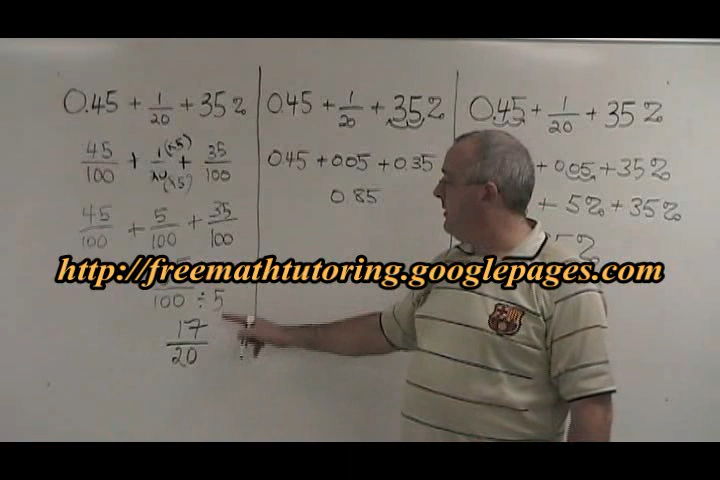 0.45 + 1/20 + 35%
45/100 + 1(×5)/20(×5) + 35/100
45/100 + 5/100 + 35/100
100 ÷ 5
17/20
0.45 + 1/20 + 35%
0.45 + 0.05 + 0.35
0.85
0.45 + 1/20 + 35%
+ 0.05 + 35%
+ 5% + 35%
5%
http://freemathtutoring.googlepages.com